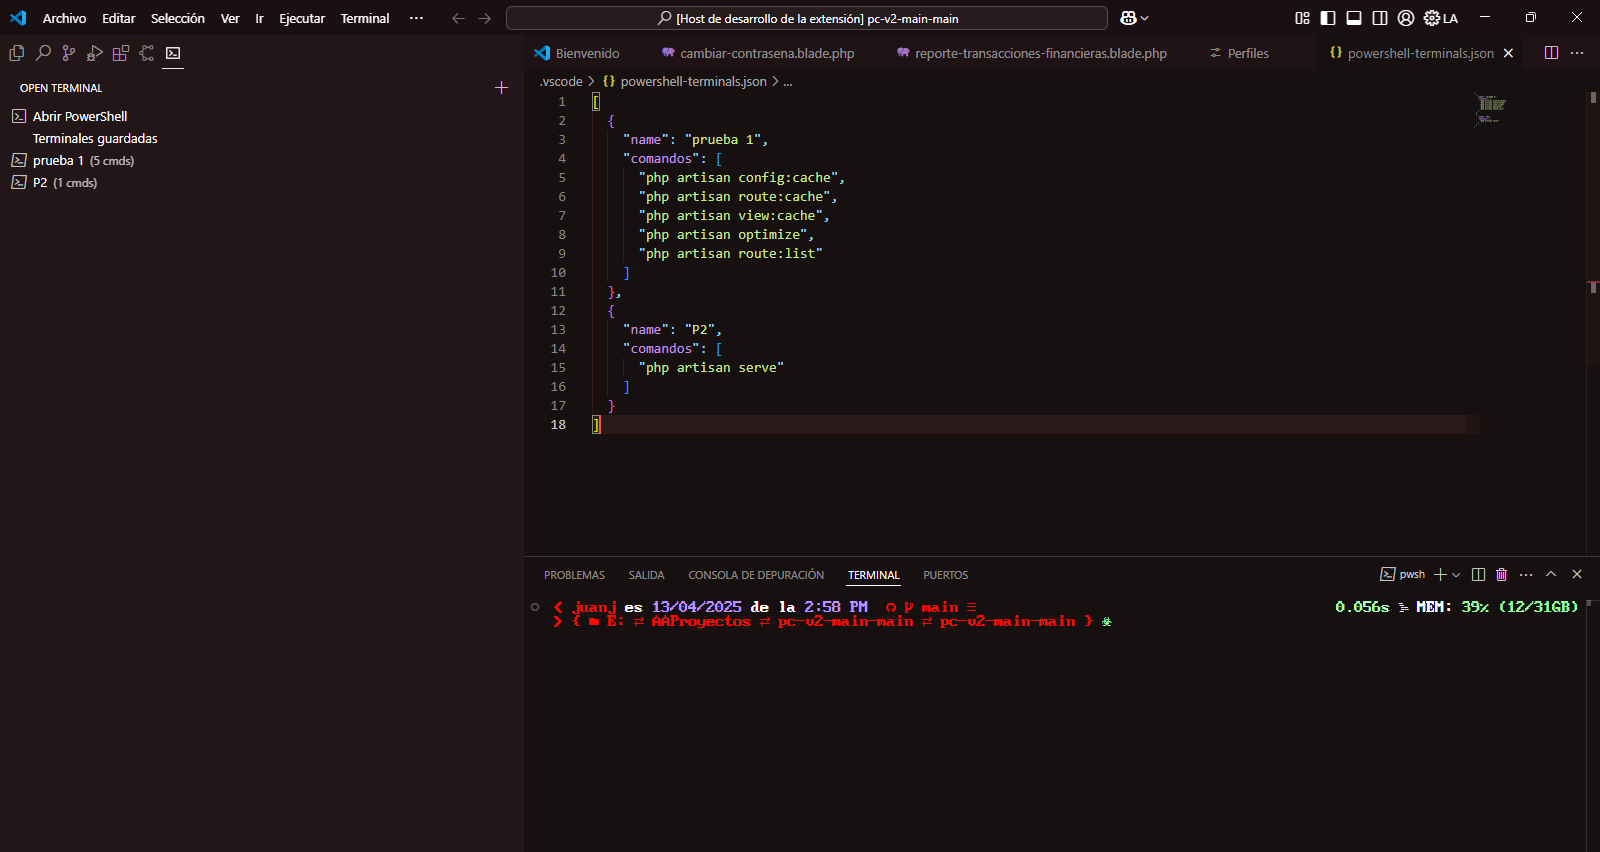 Archivo Editar Selección Ver Ir Ejecutar Terminal ··· [Host de desarrollo de la extensión] pc-v2-main-main LA
OPEN TERMINAL
Abrir PowerShell
Terminales guardadas
prueba 1 (5 cmds)
P2 (1 cmds)
Bienvenido cambiar-contrasena.blade.php reporte-transacciones-financieras.blade.php Perfiles {} powershell-terminals.json
.vscode > {} powershell-terminals.json > ...
1 [
2 {
3 "name": "prueba 1",
4 "comandos": [
5 "php artisan config:cache",
6 "php artisan route:cache",
7 "php artisan view:cache",
8 "php artisan optimize",
9 "php artisan route:list"
10 ]
11 },
12 {
13 "name": "P2",
14 "comandos": [
15 "php artisan serve"
16 ]
17 }
18 ]
PROBLEMAS SALIDA CONSOLA DE DEPURACIÓN TERMINAL PUERTOS pwsh
< juanj es 13/04/2025 de la 2:58 PM main ≡ 0.056s MEM: 39% (12/31GB)
> { E: ⇄ AAProyectos ⇄ pc-v2-main-main ⇄ pc-v2-main-main }